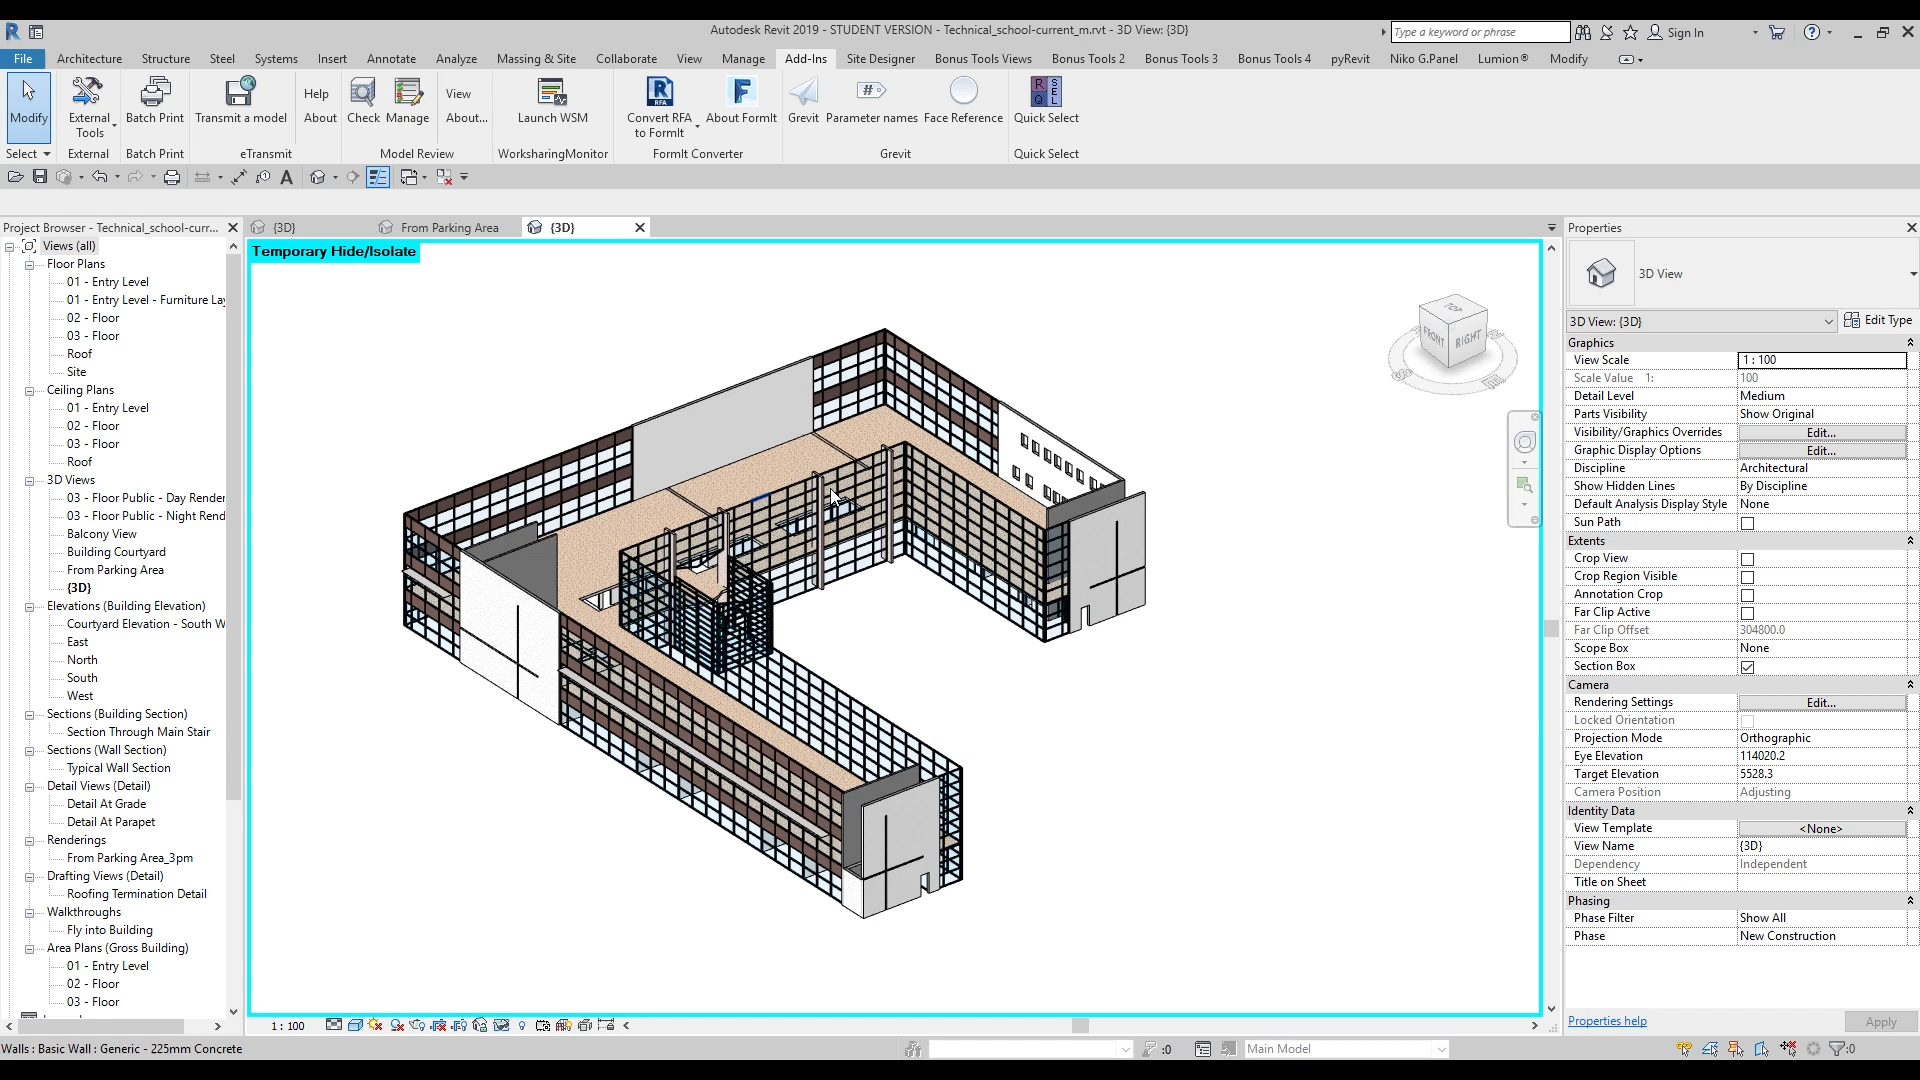 Autodesk Revit 2019 - STUDENT VERSION - Technical_school-current_m.rvt - 3D View: {3D}
Type a keyword or phrase
Sign In
File Architecture Structure Steel Systems Insert Annotate Analyze Massing & Site Collaborate View Manage Add-Ins Site Designer Bonus Tools Views Bonus Tools 2 Bonus Tools 3 Bonus Tools 4 pyRevit Niko G.Panel Lumion® Modify
Modify
External Tools
Batch Print
Transmit a model
Help
About
Check
Manage
View
About...
Launch WSM
Convert RFA to FormIt
About FormIt
Grevit
Parameter names
Face Reference
Quick Select
Select External Batch Print eTransmit Model Review WorksharingMonitor FormIt Converter Grevit Quick Select
Project Browser - Technical_school-curr...
{3D}
From Parking Area
{3D}
Temporary Hide/Isolate
TOP
FRONT
RIGHT
Views (all)
Floor Plans
01 - Entry Level
01 - Entry Level - Furniture La
02 - Floor
03 - Floor
Roof
Site
Ceiling Plans
01 - Entry Level
02 - Floor
03 - Floor
Roof
3D Views
03 - Floor Public - Day Render
03 - Floor Public - Night Rend
Balcony View
Building Courtyard
From Parking Area
{3D}
Elevations (Building Elevation)
Courtyard Elevation - South W
East
North
South
West
Sections (Building Section)
Section Through Main Stair
Sections (Wall Section)
Typical Wall Section
Detail Views (Detail)
Detail At Grade
Detail At Parapet
Renderings
From Parking Area_3pm
Drafting Views (Detail)
Roofing Termination Detail
Walkthroughs
Fly into Building
Area Plans (Gross Building)
01 - Entry Level
02 - Floor
03 - Floor
Properties
3D View
3D View: {3D} Edit Type
Graphics
View Scale 1 : 100
Scale Value 1: 100
Detail Level Medium
Parts Visibility Show Original
Visibility/Graphics Overrides Edit...
Graphic Display Options Edit...
Discipline Architectural
Show Hidden Lines By Discipline
Default Analysis Display Style None
Sun Path
Extents
Crop View
Crop Region Visible
Annotation Crop
Far Clip Active
Far Clip Offset 304800.0
Scope Box None
Section Box
Camera
Rendering Settings Edit...
Locked Orientation
Projection Mode Orthographic
Eye Elevation 114020.2
Target Elevation 5528.3
Camera Position Adjusting
Identity Data
View Template <None>
View Name {3D}
Dependency Independent
Title on Sheet
Phasing
Phase Filter Show All
Phase New Construction
Properties help
Apply
1 : 100
Walls : Basic Wall : Generic - 225mm Concrete
:0
Main Model
:0